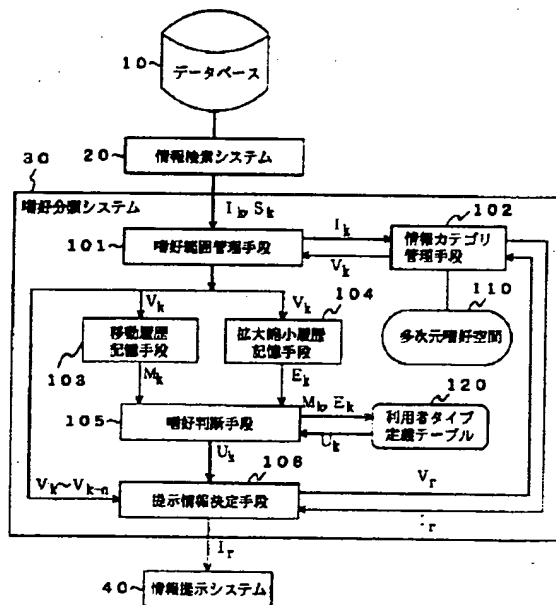 10
データベース
20
情報検索システム
30
嗜好分類システム
I_k, S_k
101
嗜好範囲管理手段
I_k
V_k
102
情報カテゴリ
管理手段
V_k
V_k
103
移動履歴
記憶手段
104
拡大縮小履歴
記憶手段
110
多次元嗜好空間
M_k
E_k
105
嗜好判断手段
M_k, E_k
U_k
120
利用者タイプ
定義テーブル
U_k
106
V_k~V_{k-n}
提示情報決定手段
V_r
I_r
40
情報提示システム